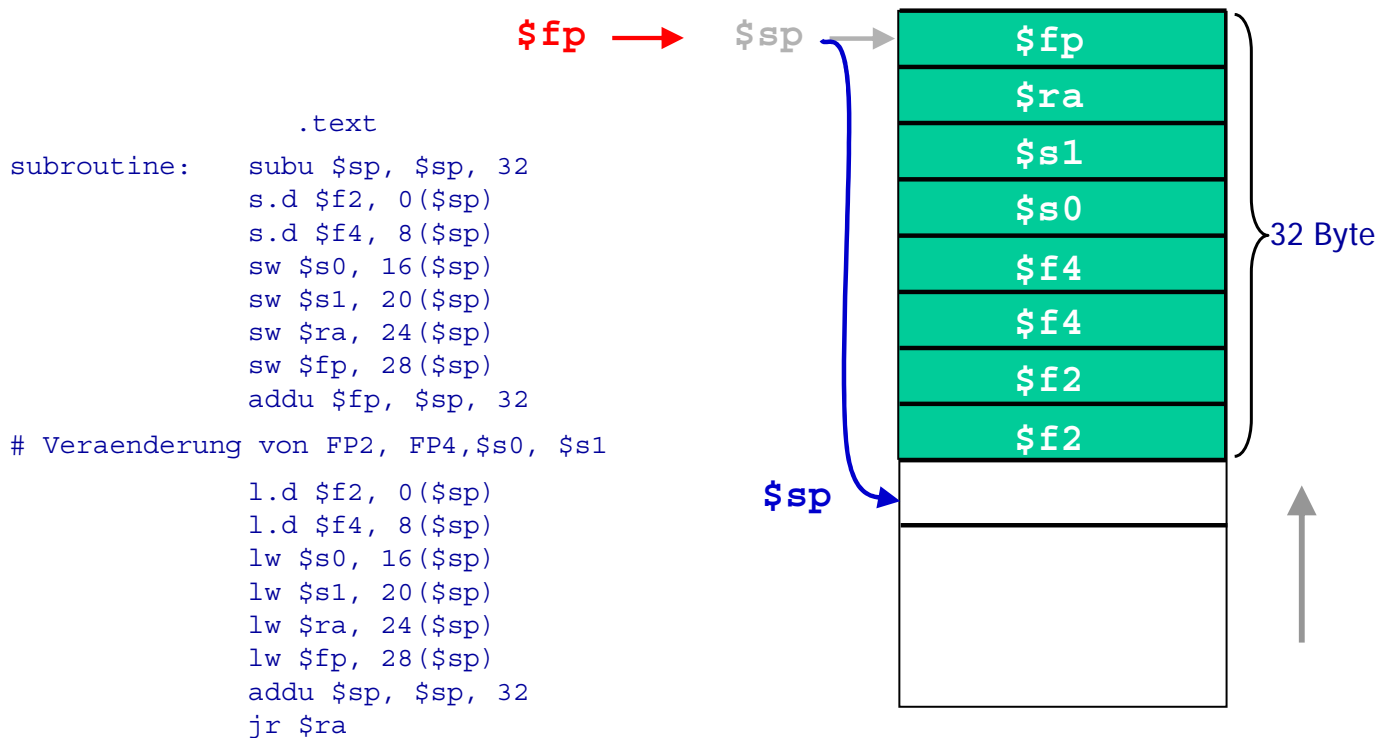 $fp $sp
.text
subroutine: subu $sp, $sp, 32
s.d $f2, 0($sp)
s.d $f4, 8($sp)
sw $s0, 16($sp)
sw $s1, 20($sp)
sw $ra, 24($sp)
sw $fp, 28($sp)
addu $fp, $sp, 32
# Veraenderung von FP2, FP4,$s0, $s1
l.d $f2, 0($sp)
l.d $f4, 8($sp)
lw $s0, 16($sp)
lw $s1, 20($sp)
lw $ra, 24($sp)
lw $fp, 28($sp)
addu $sp, $sp, 32
jr $ra
$fp
$ra
$s1
$s0
$f4
$f4
$f2
$f2
32 Byte
$sp